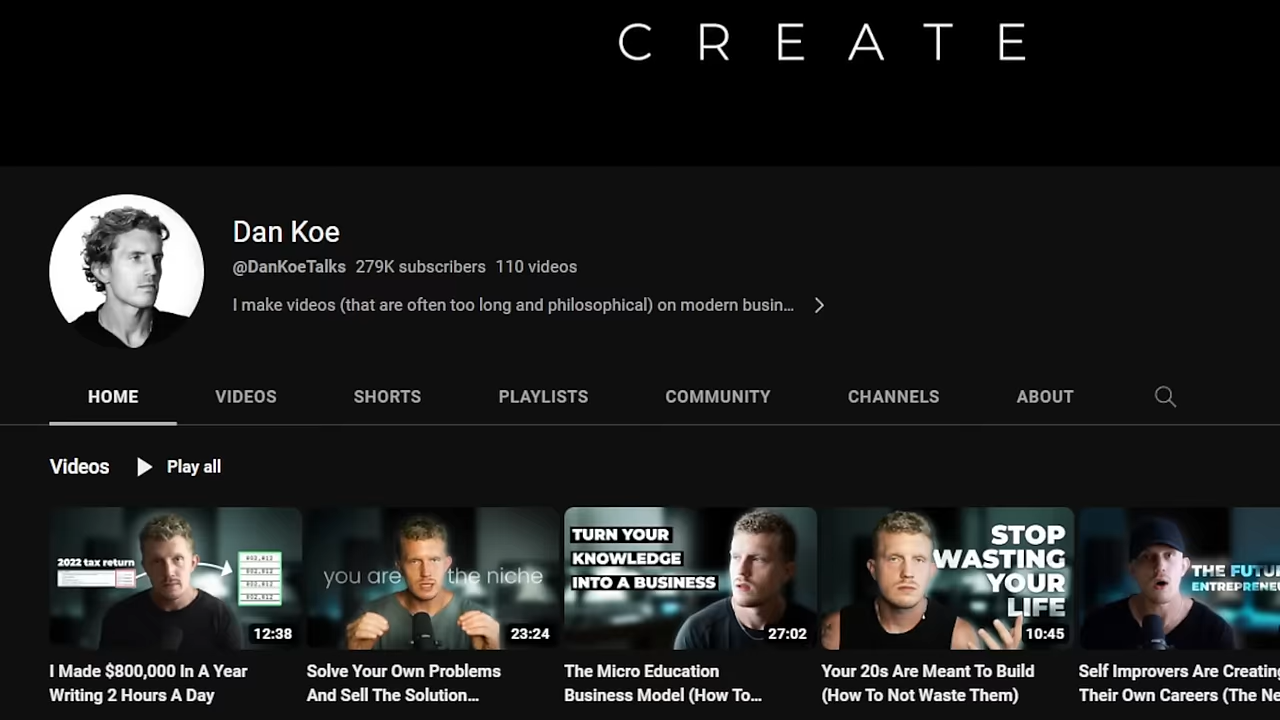 CREATE
Dan Koe
@DanKoeTalks 279K subscribers 110 videos
I make videos (that are often too long and philosophical) on modern busin...
HOME VIDEOS SHORTS PLAYLISTS COMMUNITY CHANNELS ABOUT
Videos Play all
2022 tax return
12:38
you are the niche
23:24
TURN YOUR
KNOWLEDGE
INTO A BUSINESS
27:02
STOP
WASTING
YOUR
LIFE
10:45
THE FUTU
ENTREPRENEU
I Made $800,000 In A Year
Writing 2 Hours A Day
Solve Your Own Problems
And Sell The Solution...
The Micro Education
Business Model (How To...
Your 20s Are Meant To Build
(How To Not Waste Them)
Self Improvers Are Creating
Their Own Careers (The Ne